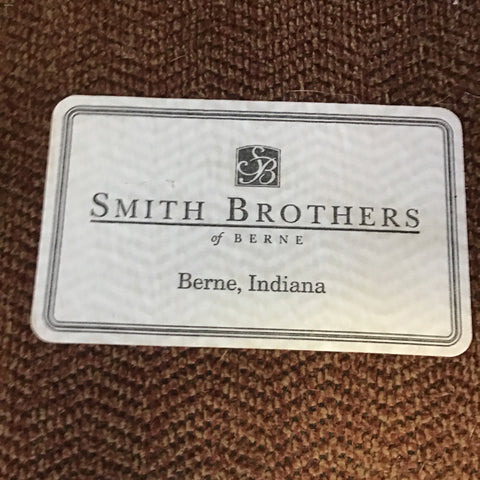 SB
SMITH BROTHERS
of BERNE
Berne, Indiana